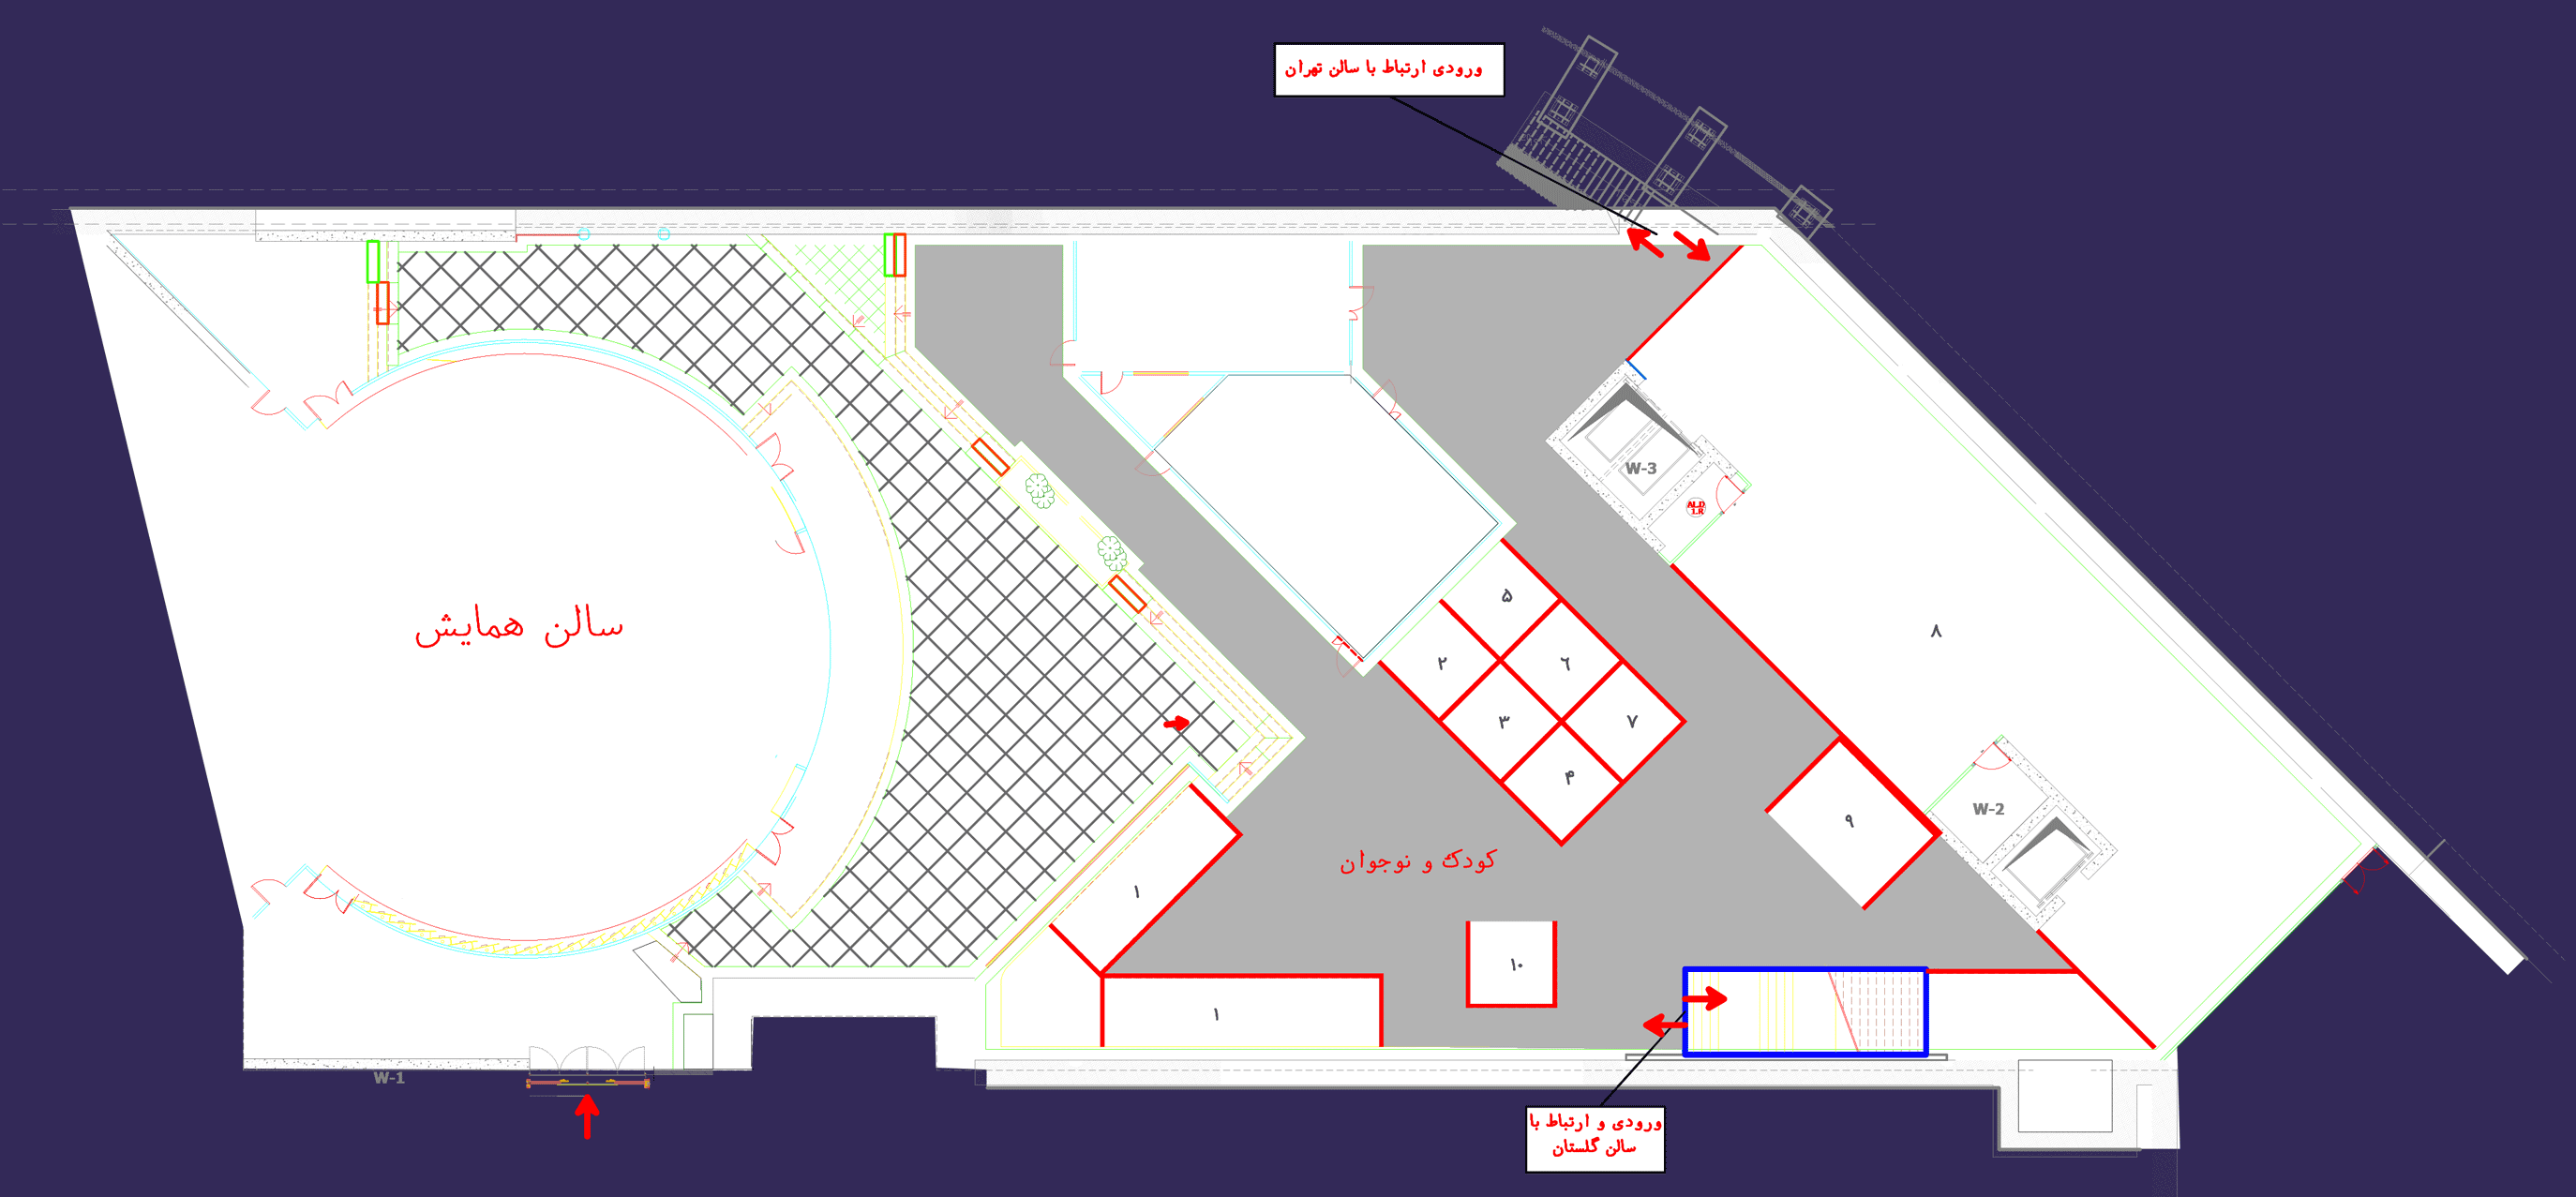 ورودی ارتباط با سالن تهران
W-3
ALD
1.R
۵
۲
۶
۳
۷
۴
۸
۹
W-2
سالن همایش
کودک و نوجوان
۱
۱
۱۰
ورودی و ارتباط با
سالن گلستان
W-1